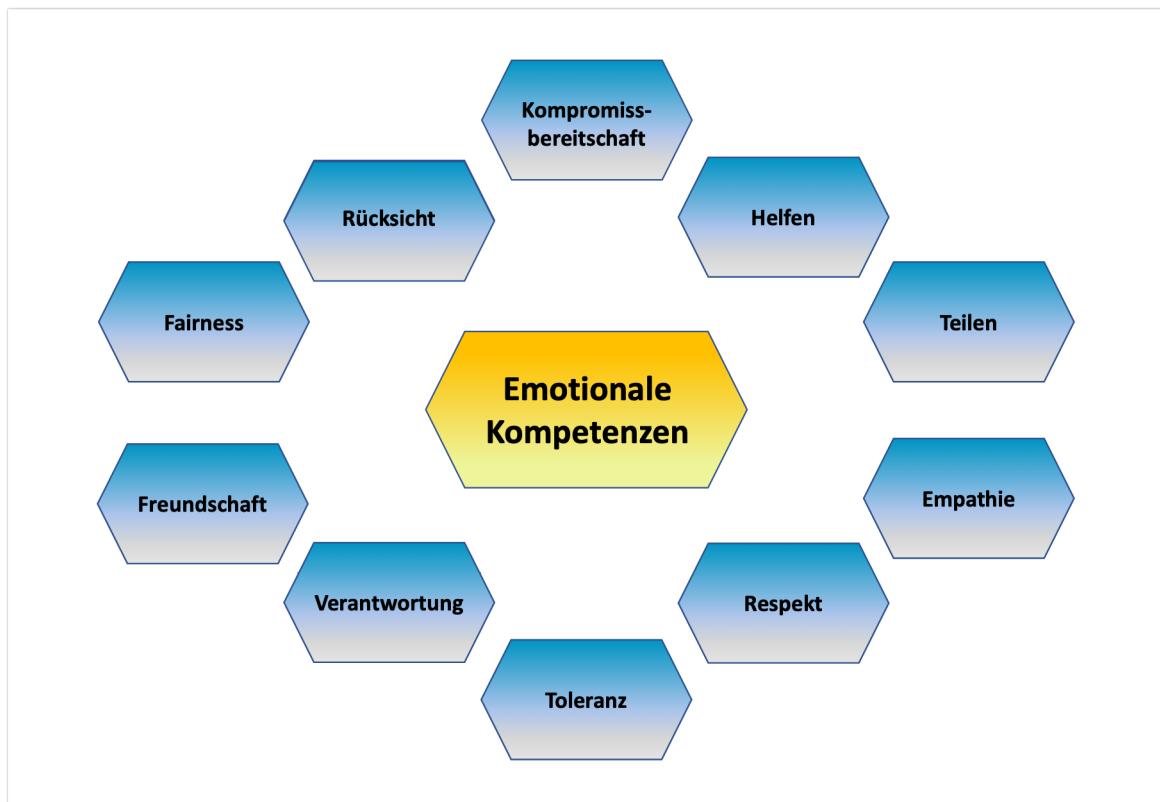 Kompromiss-
bereitschaft
Rücksicht
Helfen
Fairness
Teilen
Emotionale
Kompetenzen
Freundschaft
Empathie
Verantwortung
Respekt
Toleranz